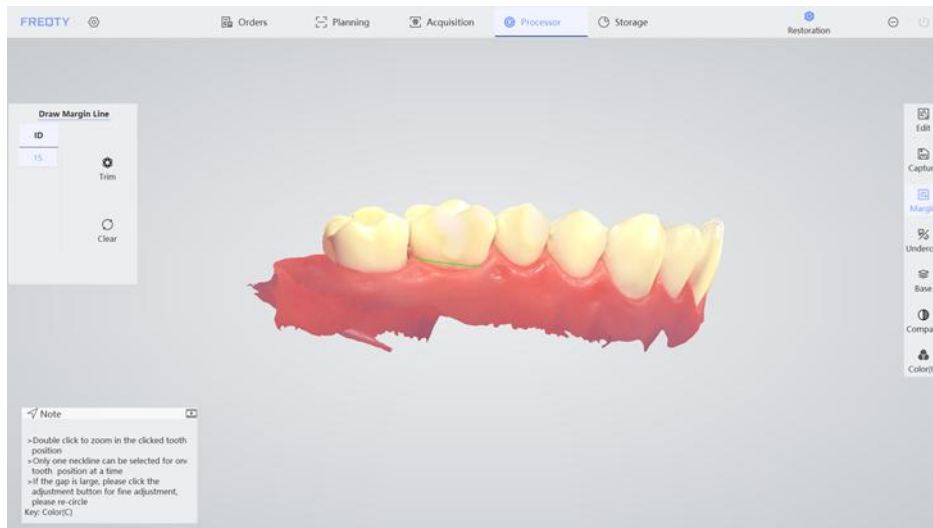 FREQTY
Orders
Planning
Acquisition
Processor
Storage
Restoration
Draw Margin Line
ID
15
Trim
Clear
Edit
Captur
Margin
Underc
Base
Compa
Color(C
Note
>Double click to zoom in the clicked tooth
position
>Only one neckline can be selected for one
tooth position at a time
>If the gap is large, please click the
adjustment button for fine adjustment,
please re-circle
Key: Color(C)